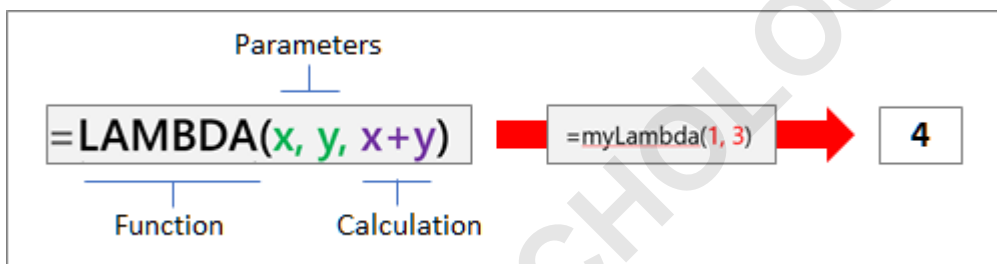 Parameters
=LAMBDA(x, y, x+y)
=myLambda(1, 3)
4
Function
Calculation